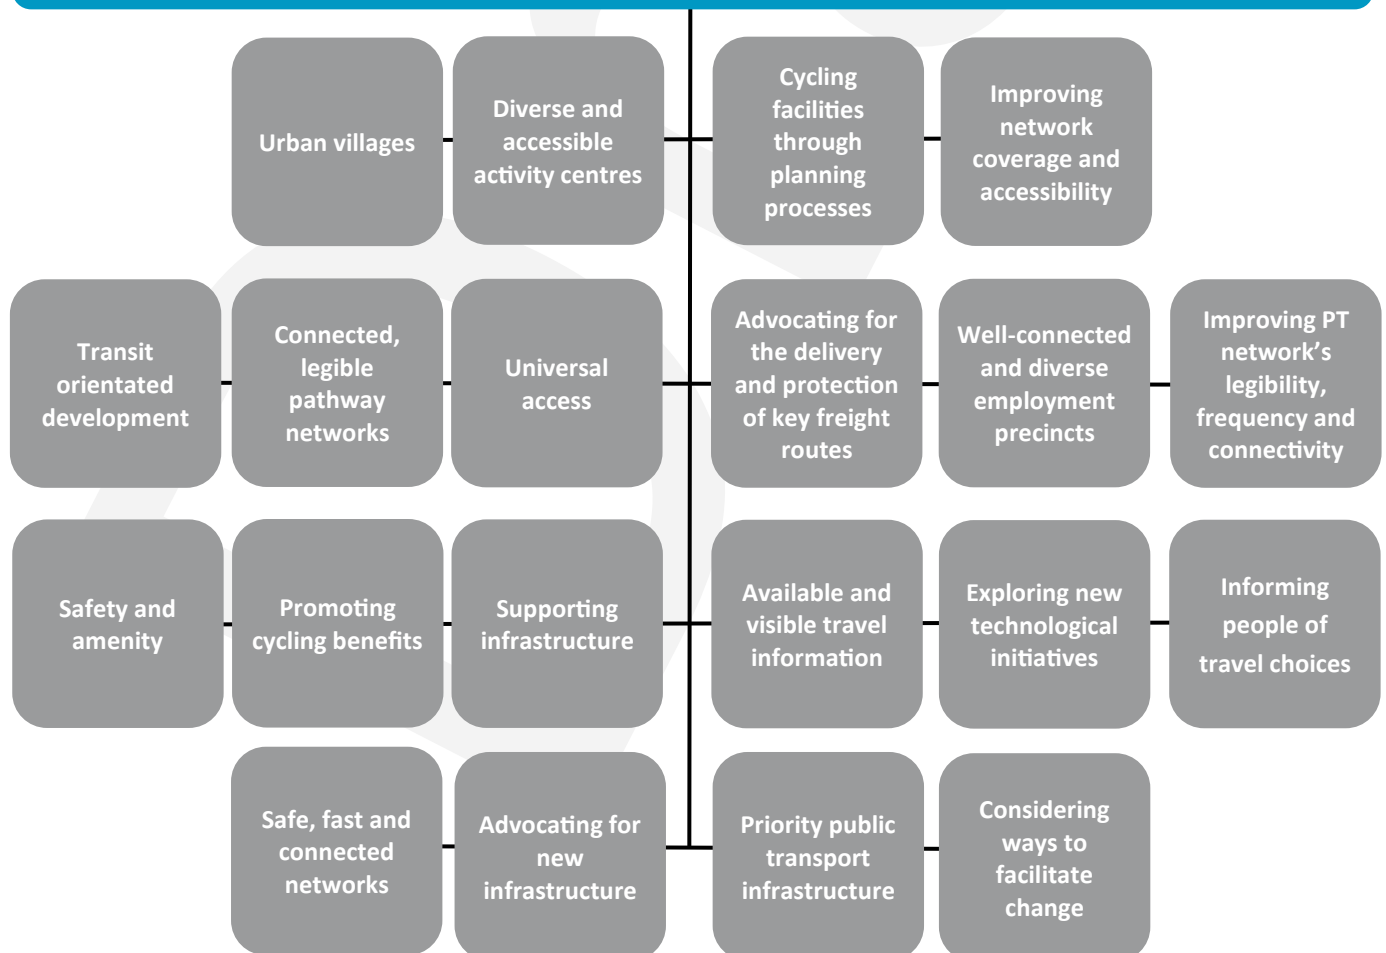 Urban villages
Diverse and
accessible
activity centres
Cycling
facilities
through
planning
processes
Improving
network
coverage and
accessibility
Transit
orientated
development
Connected,
legible
pathway
networks
Universal
access
Advocating for
the delivery
and protection
of key freight
routes
Well-connected
and diverse
employment
precincts
Improving PT
network’s
legibility,
frequency and
connectivity
Safety and
amenity
Promoting
cycling benefits
Supporting
infrastructure
Available and
visible travel
information
Exploring new
technological
initiatives
Informing
people of
travel choices
Safe, fast and
connected
networks
Advocating for
new
infrastructure
Priority public
transport
infrastructure
Considering
ways to
facilitate
change